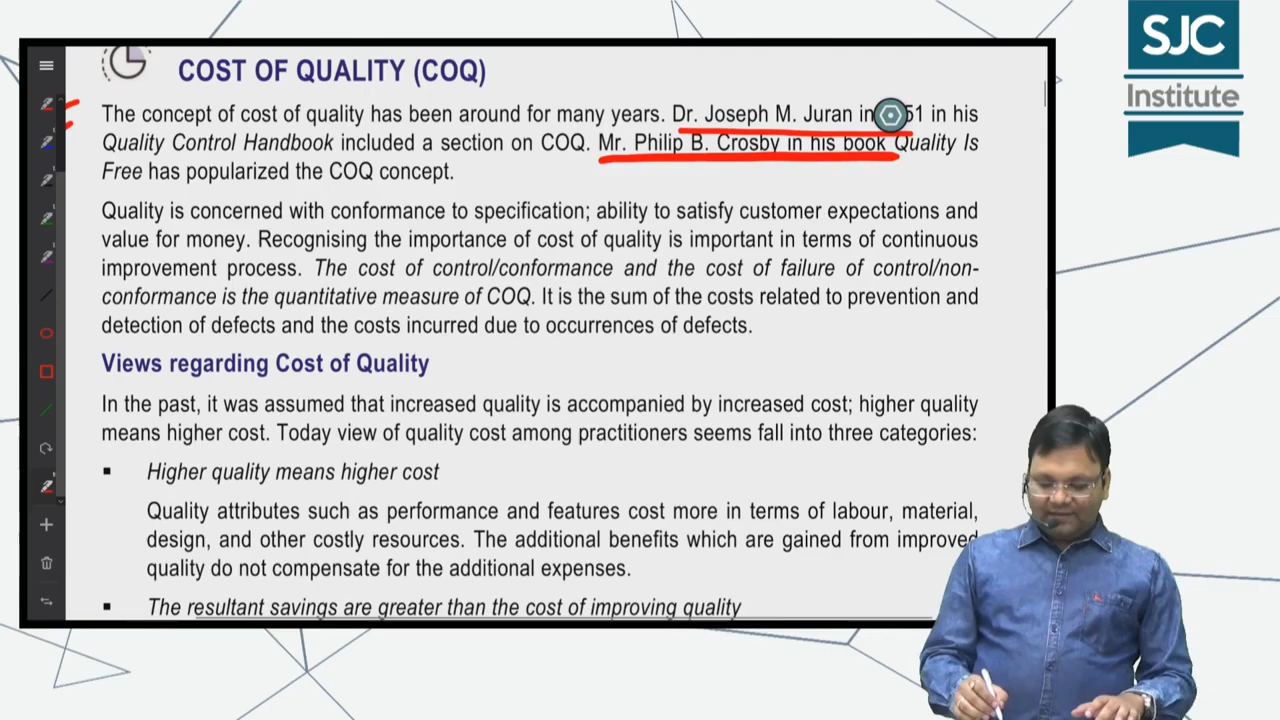 SJC
Institute
COST OF QUALITY (COQ)
The concept of cost of quality has been around for many years. Dr. Joseph M. Juran in 51 in his
Quality Control Handbook included a section on COQ. Mr. Philip B. Crosby in his book Quality Is
Free has popularized the COQ concept.
Quality is concerned with conformance to specification; ability to satisfy customer expectations and
value for money. Recognising the importance of cost of quality is important in terms of continuous
improvement process. The cost of control/conformance and the cost of failure of control/non-
conformance is the quantitative measure of COQ. It is the sum of the costs related to prevention and
detection of defects and the costs incurred due to occurrences of defects.
Views regarding Cost of Quality
In the past, it was assumed that increased quality is accompanied by increased cost; higher quality
means higher cost. Today view of quality cost among practitioners seems fall into three categories:
▪ Higher quality means higher cost
Quality attributes such as performance and features cost more in terms of labour, material,
design, and other costly resources. The additional benefits which are gained from improved
quality do not compensate for the additional expenses.
▪ The resultant savings are greater than the cost of improving quality